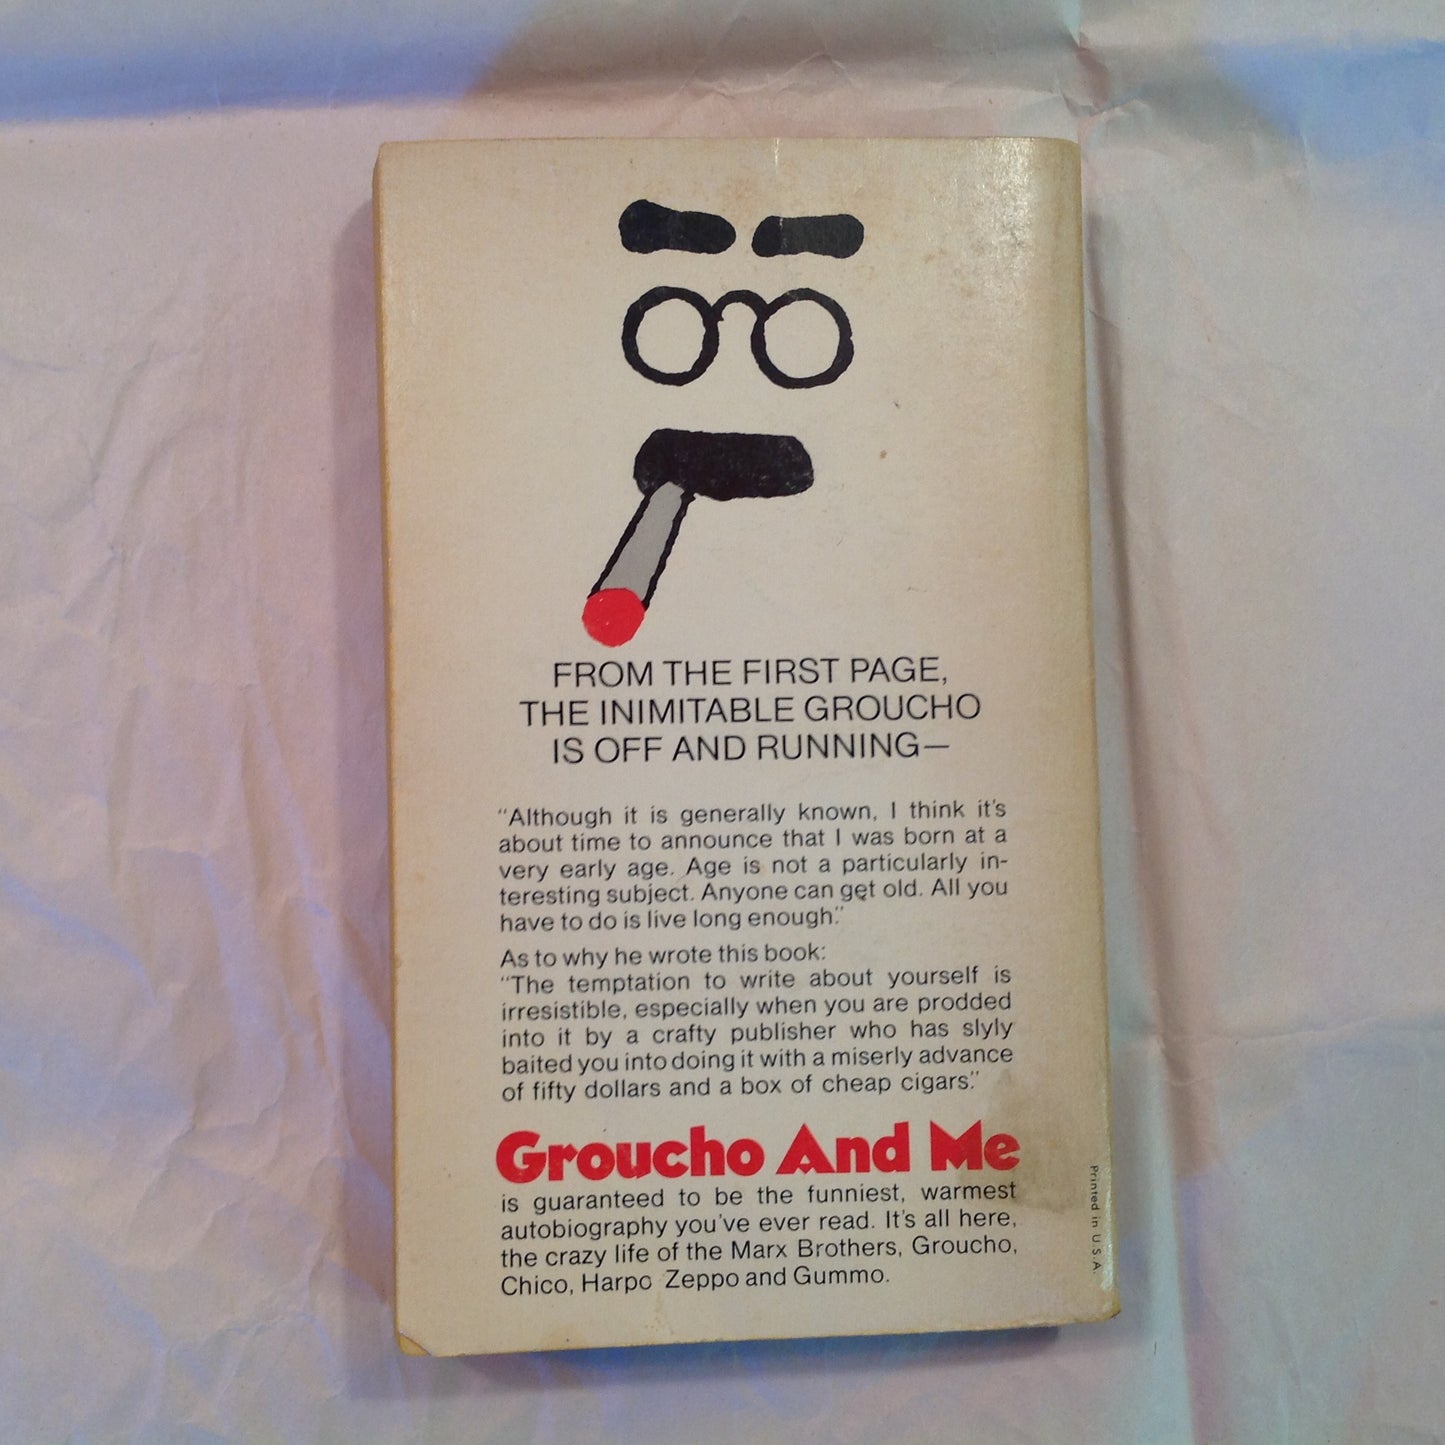 FROM THE FIRST PAGE,
THE INIMITABLE GROUCHO
IS OFF AND RUNNING—
"Although it is generally known, I think it's
about time to announce that I was born at a
very early age. Age is not a particularly in-
teresting subject. Anyone can get old. All you
have to do is live long enough."
As to why he wrote this book:
"The temptation to write about yourself is
irresistible, especially when you are prodded
into it by a crafty publisher who has slyly
baited you into doing it with a miserly advance
of fifty dollars and a box of cheap cigars."
Groucho And Me
is guaranteed to be the funniest, warmest
autobiography you've ever read. It's all here,
the crazy life of the Marx Brothers, Groucho,
Chico, Harpo Zeppo and Gummo.
Printed in U.S.A.